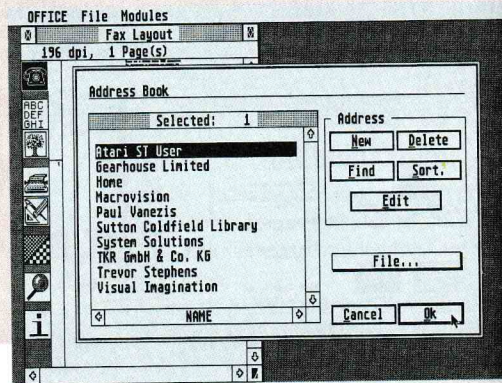 OFFICE File Modules
Fax Layout
196 dpi, 1 Page(s)
ABC
DEF
GHI
i
Address Book
Selected: 1
Atari ST User
Gearhouse Limited
Home
Macrovision
Paul Vanezis
Sutton Coldfield Library
System Solutions
TKR GmbH & Co. KG
Trevor Stephens
Visual Imagination
NAME
Address
New
Delete
Find
Sort.
Edit
File...
Cancel
Ok